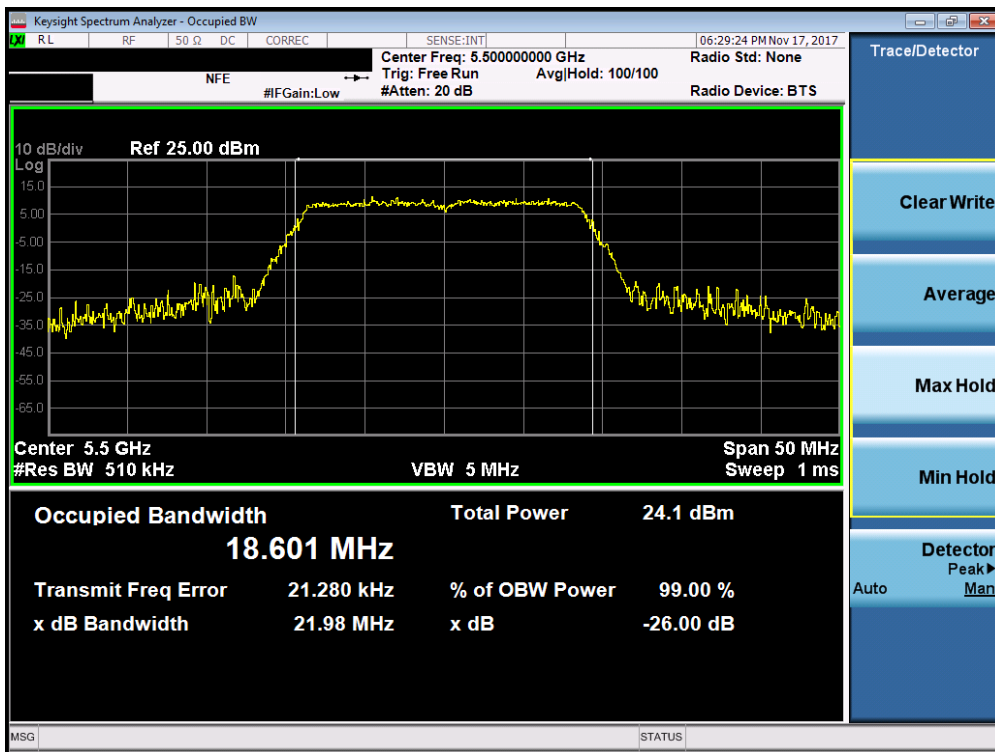 Keysight Spectrum Analyzer - Occupied BW
LXI RL RF 50 Ω DC CORREC SENSE:INT 06:29:24 PM Nov 17, 2017
Center Freq: 5.500000000 GHz Radio Std: None
NFE Trig: Free Run Avg|Hold: 100/100
#IFGain:Low #Atten: 20 dB Radio Device: BTS
10 dB/div Ref 25.00 dBm
Log
15.0
5.00
-5.00
-15.0
-25.0
-35.0
-45.0
-55.0
-65.0
Center 5.5 GHz Span 50 MHz
#Res BW 510 kHz VBW 5 MHz Sweep 1 ms
Occupied Bandwidth Total Power 24.1 dBm
18.601 MHz
Transmit Freq Error 21.280 kHz % of OBW Power 99.00 %
x dB Bandwidth 21.98 MHz x dB -26.00 dB
Trace/Detector
Clear Write
Average
Max Hold
Min Hold
Detector
Peak▶
Auto Man
MSG STATUS